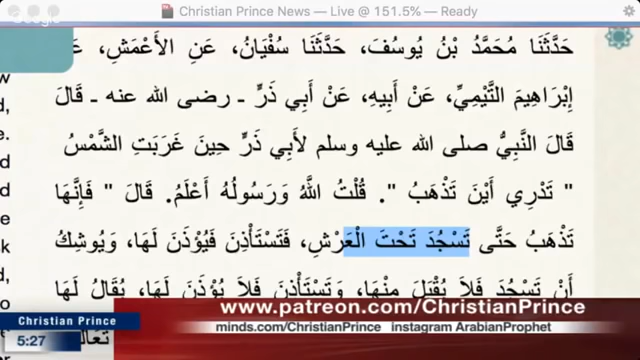 Christian Prince News — Live @ 151.5% — Ready
حَدَّثَنَا مُحَمَّدُ بْنُ يُوسُفَ، حَدَّثَنَا سُفْيَانُ، عَنِ الأَعْمَشِ، عَ
إِبْرَاهِيمَ التَّيْمِيِّ، عَنْ أَبِيهِ، عَنْ أَبِي ذَرٍّ ـ رضى الله عنه ـ قَالَ
قَالَ النَّبِيُّ صلى الله عليه وسلم لأَبِي ذَرٍّ حِينَ غَرَبَتِ الشَّمْسُ
" تَدْرِي أَيْنَ تَذْهَبُ ". قُلْتُ اللَّهُ وَرَسُولُهُ أَعْلَمُ. قَالَ " فَإِنَّهَا
تَذْهَبُ حَتَّى تَسْجُدَ تَحْتَ الْعَرْشِ، فَتَسْتَأْذِنَ فَيُؤْذَنَ لَهَا، وَيُوشِكُ
أَنْ تَسْجُدَ فَلاَ يُقْبَلَ مِنْهَا، وَتَسْتَأْذِنَ فَلاَ يُؤْذَنَ لَهَا، يُقَالُ لَهَا
www.patreon.com/ChristianPrince
Christian Prince
minds.com/ChristianPrince instagram ArabianProphet
5:27